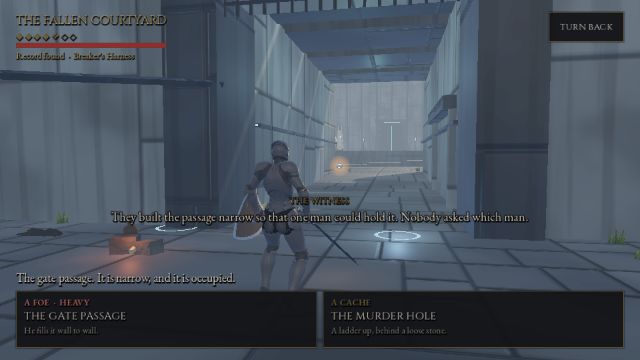 THE FALLEN COURTYARD
TURN BACK
Record found · Breaker's Harness
THE WITNESS
They built the passage narrow so that one man could hold it. Nobody asked which man.
The gate passage. It is narrow, and it is occupied.
A FOE · HEAVY
THE GATE PASSAGE
He fills it wall to wall.
A CACHE
THE MURDER HOLE
A ladder up, behind a loose stone.